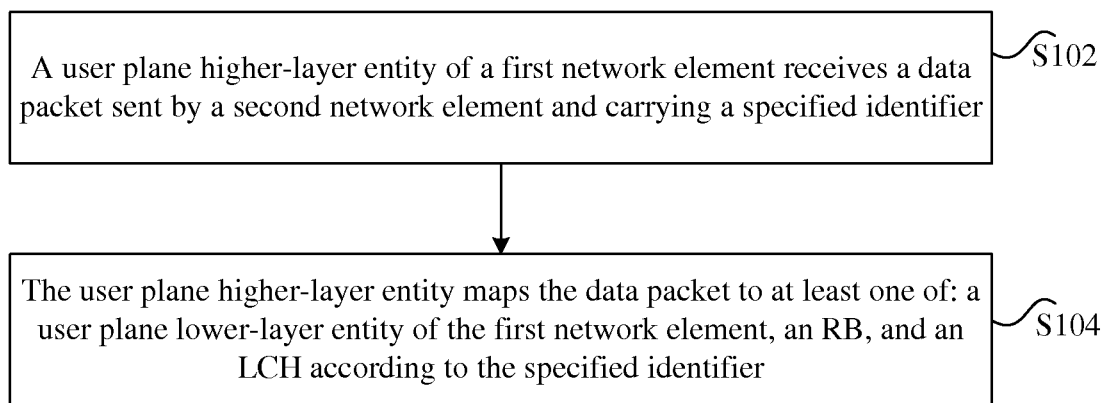 A user plane higher-layer entity of a first network element receives a data
packet sent by a second network element and carrying a specified identifier
S102
The user plane higher-layer entity maps the data packet to at least one of: a
user plane lower-layer entity of the first network element, an RB, and an
LCH according to the specified identifier
S104